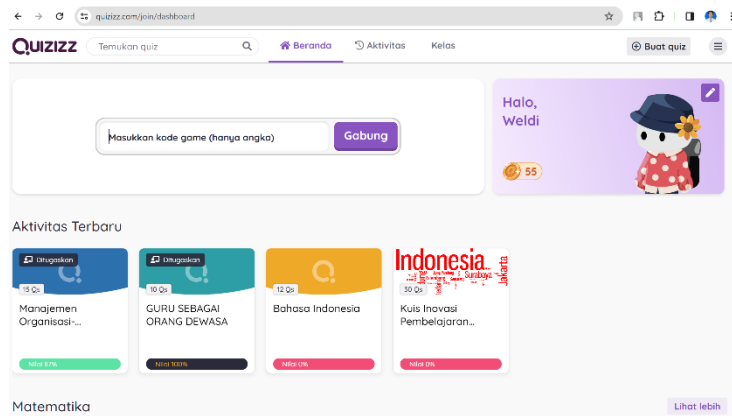 quizizz.com/join/dashboard
QUIZIZZ
Temukan quiz
Beranda
Aktivitas
Kelas
Buat quiz
Masukkan kode game (hanya angka)
Gabung
Halo,
Weldi
55
Aktivitas Terbaru
Ditugaskan
15 Qs
Manajemen
Organisasi-...
Nilai 87%
Ditugaskan
10 Qs
GURU SEBAGAI
ORANG DEWASA
Nilai 100%
12 Qs
Bahasa Indonesia
Nilai 0%
Indonesia
Surabaya
Jakarta
30 Qs
Kuis Inovasi
Pembelajaran...
Nilai 0%
Matematika
Lihat lebih